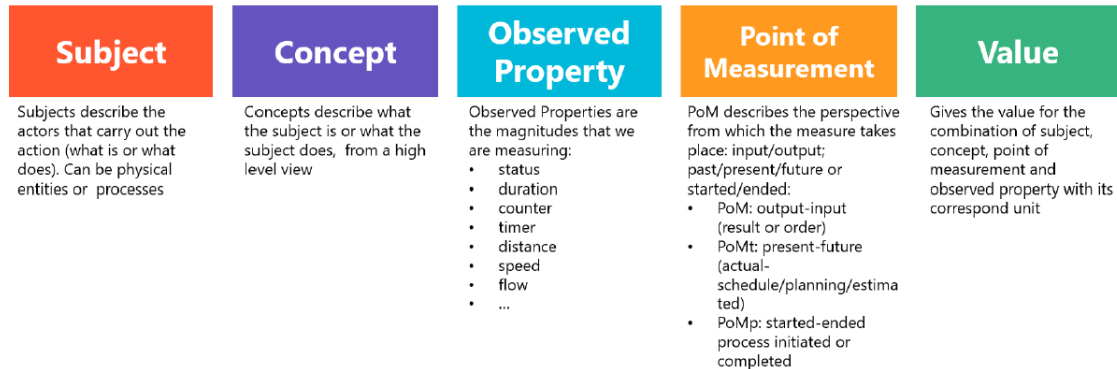 Subject
Subjects describe the
actors that carry out the
action (what is or what
does). Can be physical
entities or processes
Concept
Concepts describe what
the subject is or what the
subject does, from a high
level view
Observed
Property
Observed Properties are
the magnitudes that we
are measuring:
• status
• duration
• counter
• timer
• distance
• speed
• flow
• ...
Point of
Measurement
PoM describes the perspective
from which the measure takes
place: input/output;
past/present/future or
started/ended:
• PoM: output-input
(result or order)
• PoMt: present-future
(actual-
schedule/planning/estima
ted)
• PoMp: started-ended
process initiated or
completed
Value
Gives the value for the
combination of subject,
concept, point of
measurement and
observed property with its
correspond unit